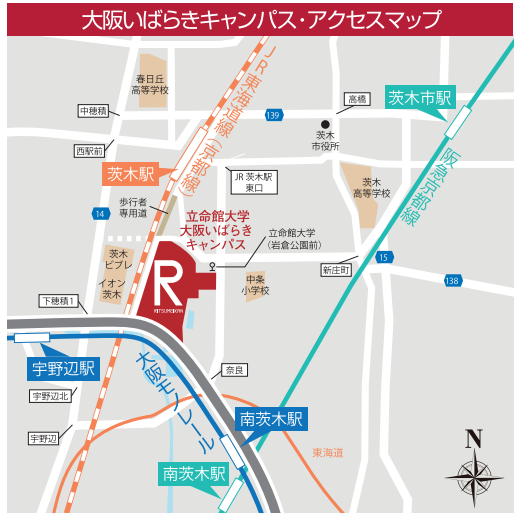 大阪いばらきキャンパス・アクセスマップ
春日丘
高等学校
JR東海道線(京都線)
中穂積
139
高橋
茨木市駅
茨木
市役所
西駅前
茨木駅
JR 茨木駅
東口
阪急京都線
茨木
高等学校
歩行者
専用道
14
立命館大学
大阪いばらき
キャンパス
立命館大学
(岩倉公園前)
茨木
ビブレ
15
新庄町
138
イオン
茨木
R
RITSUMEIKAN
中条
小学校
下穂積1
宇野辺駅
大阪モノレール
奈良
宇野辺北
南茨木駅
宇野辺
東海道
南茨木駅
N